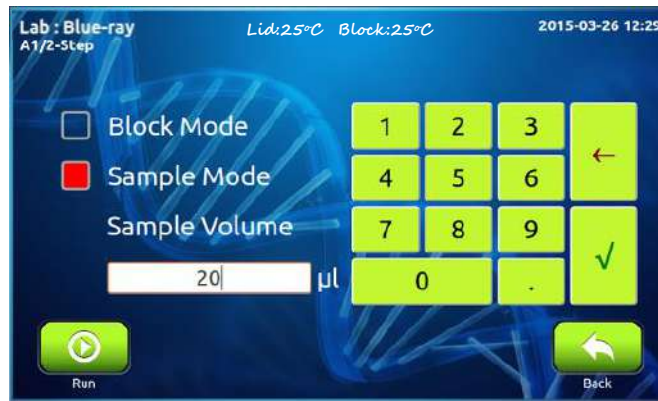 Lab : Blue-ray
Lid:25°C Block:25°C
2015-03-26 12:29
A1/2-Step
Block Mode
Sample Mode
Sample Volume
20 µl
1 2 3 ←
4 5 6
7 8 9 √
0 .
Run
Back